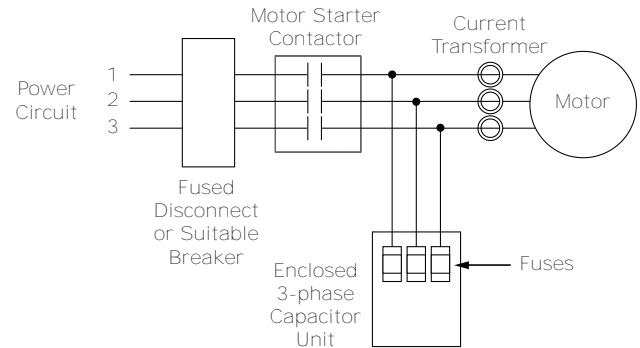 Motor Starter
Contactor
Current
Transformer
Power
Circuit
1
2
3
Motor
Fused
Disconnect
or Suitable
Breaker
Enclosed
3-phase
Capacitor
Unit
Fuses